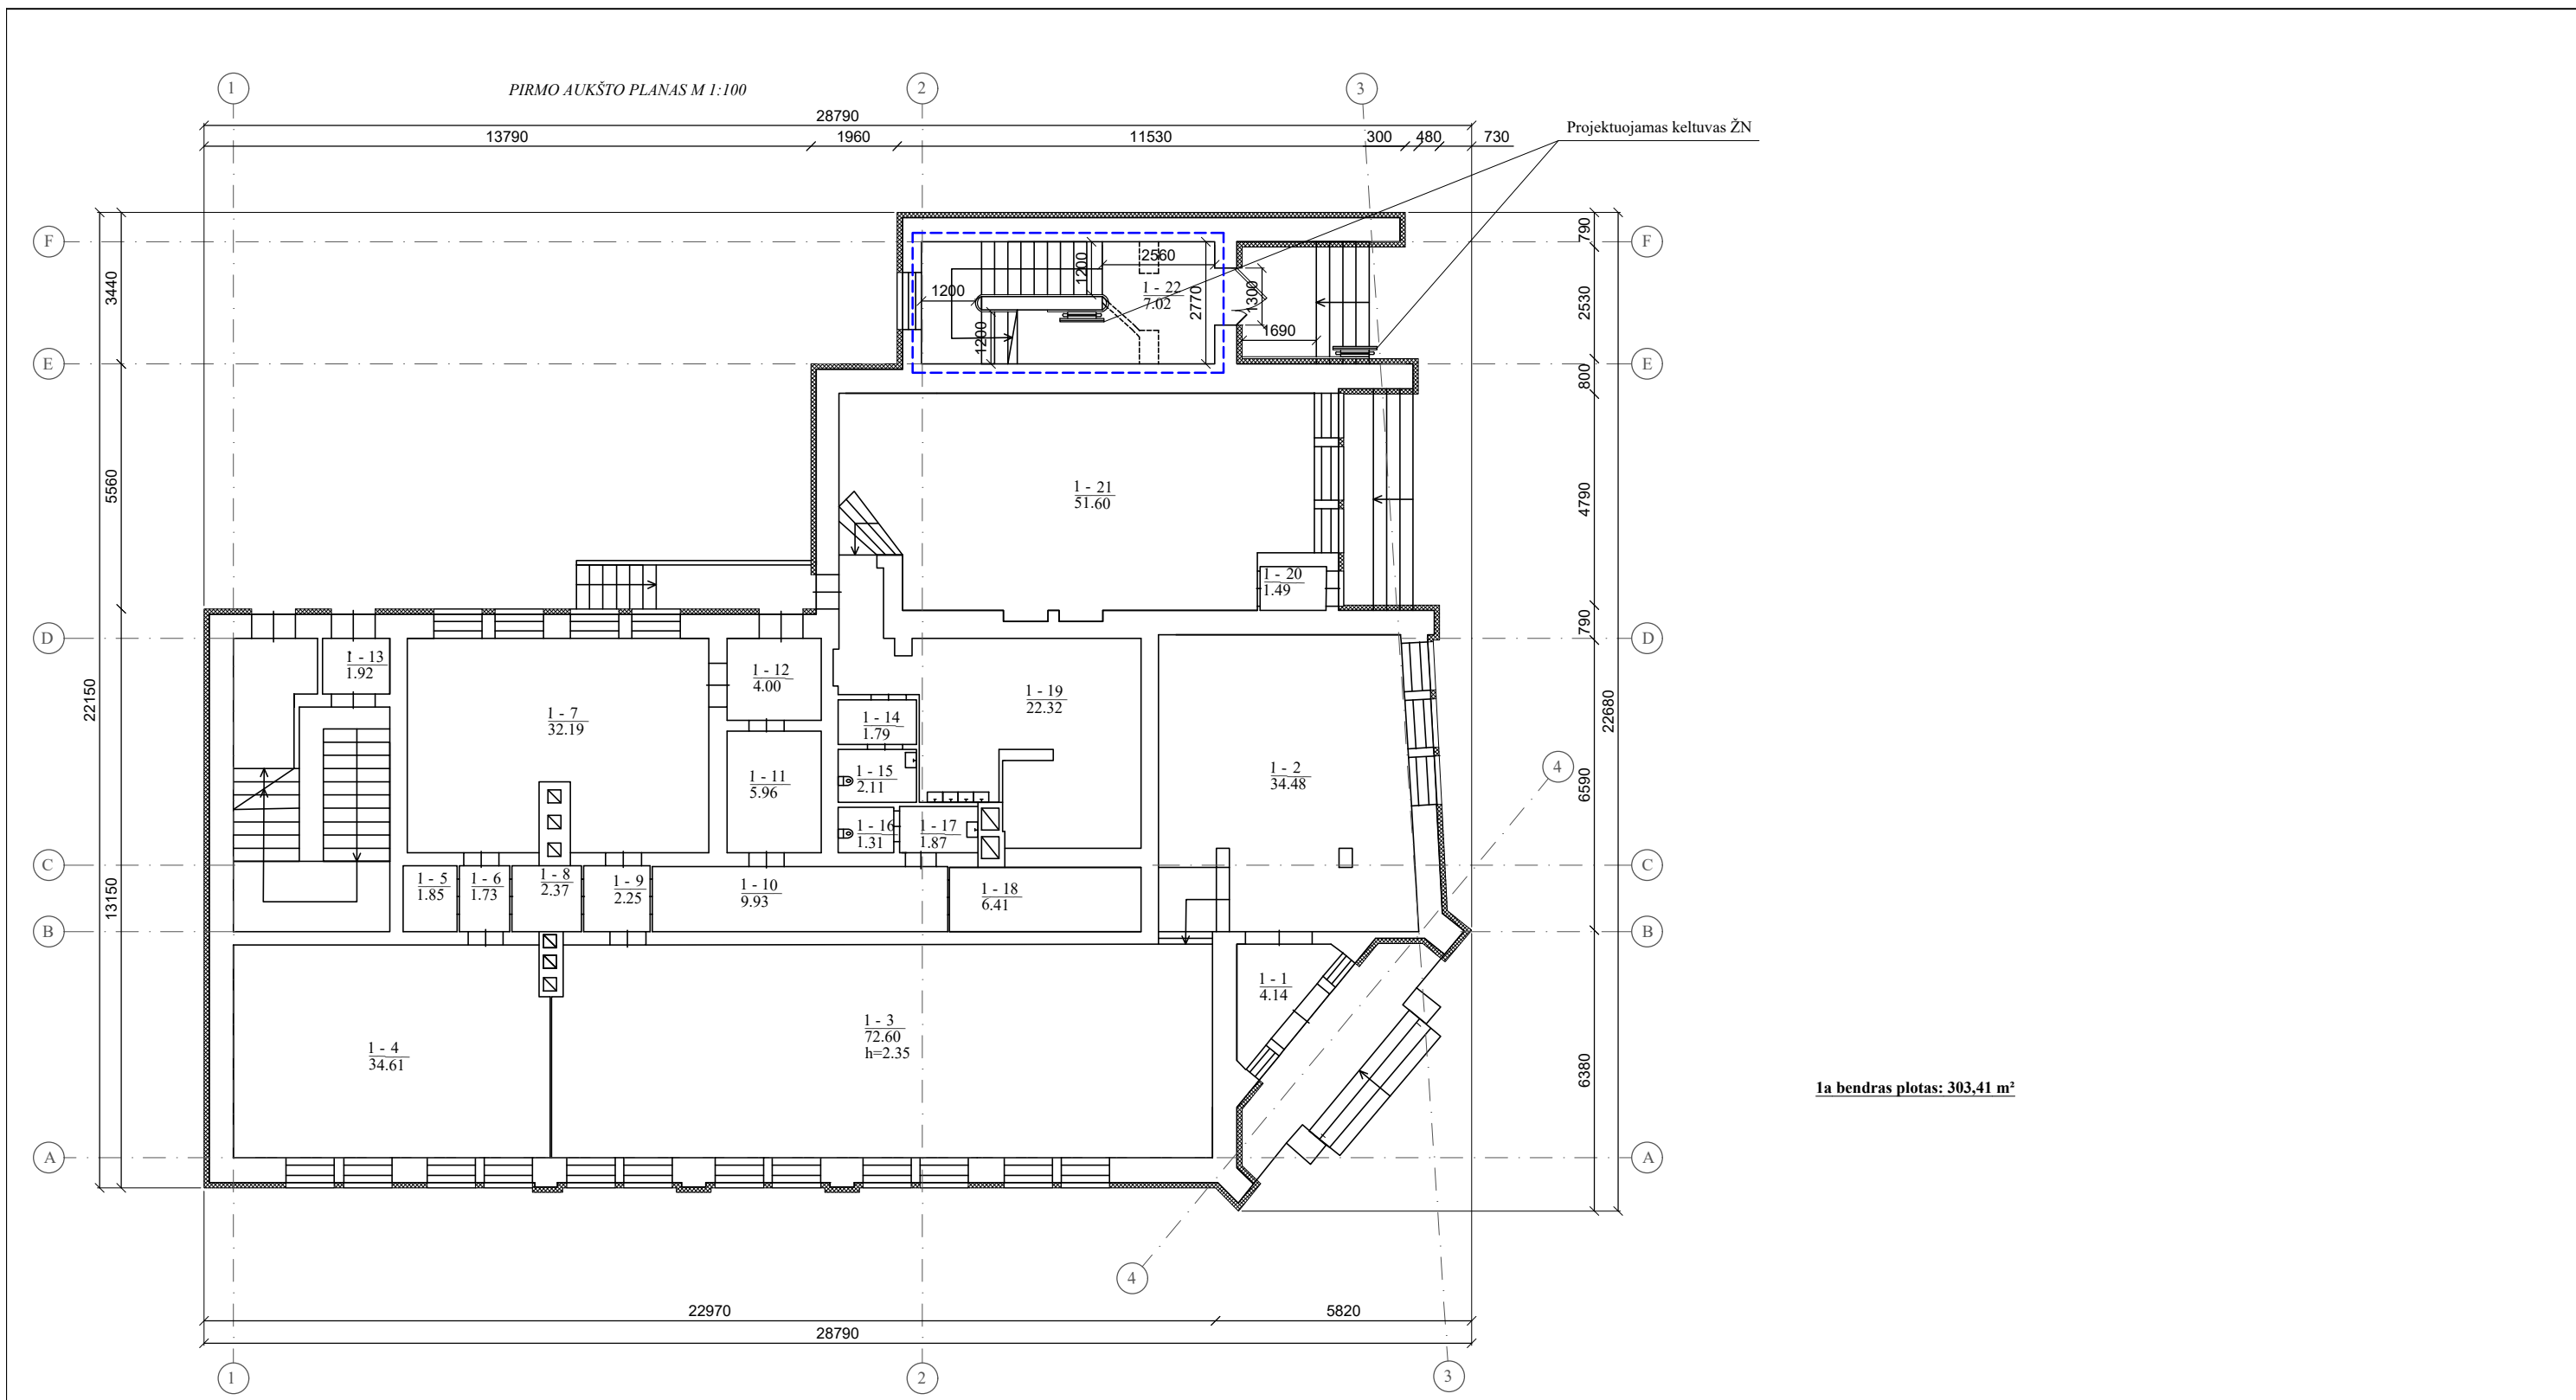 PIRMO AUKŠTO PLANAS M 1:100
1
2
3
28790
13790
1960
11530
300
480
730
Projektuojamas keltuvas ŽN
F
F
3440
790
2560
1200
1 - 22
7.02
1200
2770
1300
2530
1200
1690
E
E
800
5560
4790
1 - 21
51.60
1 - 20
1.49
790
D
D
1 - 13
1.92
1 - 12
4.00
22150
1 - 7
32.19
1 - 19
22.32
1 - 14
1.79
22680
1 - 11
5.96
1 - 15
2.11
1 - 2
34.48
6590
4
1 - 16
1.31
1 - 17
1.87
C
C
13150
1 - 5
1.85
1 - 6
1.73
1 - 8
2.37
1 - 9
2.25
1 - 10
9.93
1 - 18
6.41
B
B
1 - 1
4.14
1 - 3
72.60
h=2.35
1 - 4
34.61
6380
1a bendras plotas: 303,41 m²
A
A
4
22970
5820
28790
1
2
3